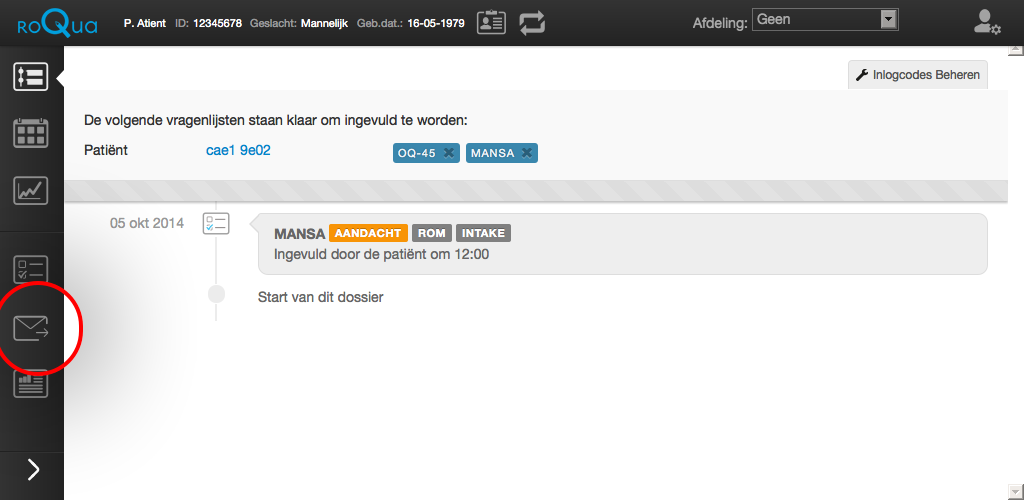 roQua P. Atient ID: 12345678 Geslacht: Mannelijk Geb.dat.: 16-05-1979 Afdeling: Geen
Inlogcodes Beheren
De volgende vragenlijsten staan klaar om ingevuld te worden:
Patiënt cae1 9e02 OQ-45 MANSA
05 okt 2014 MANSA AANDACHT ROM INTAKE
Ingevuld door de patiënt om 12:00
Start van dit dossier